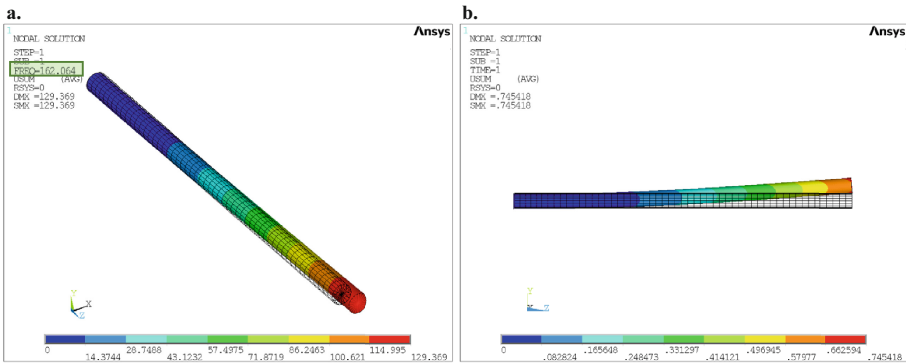 a.
1
NODAL SOLUTION
Ansys
STEP=1
SUB =1
FREQ=162.064
USUM (AVG)
RSYS=0
DMX =129.369
SMX =129.369
Y
X
Z
0 28.7488 57.4975 86.2463 114.995
14.3744 43.1232 71.8719 100.621 129.369
b.
1
NODAL SOLUTION
Ansys
STEP=1
SUB =1
TIME=1
USUM (AVG)
RSYS=0
DMX =.745418
SMX =.745418
Y
X Z
0 .165648 .331297 .496945 .662594
.082824 .248473 .414121 .57977 .745418